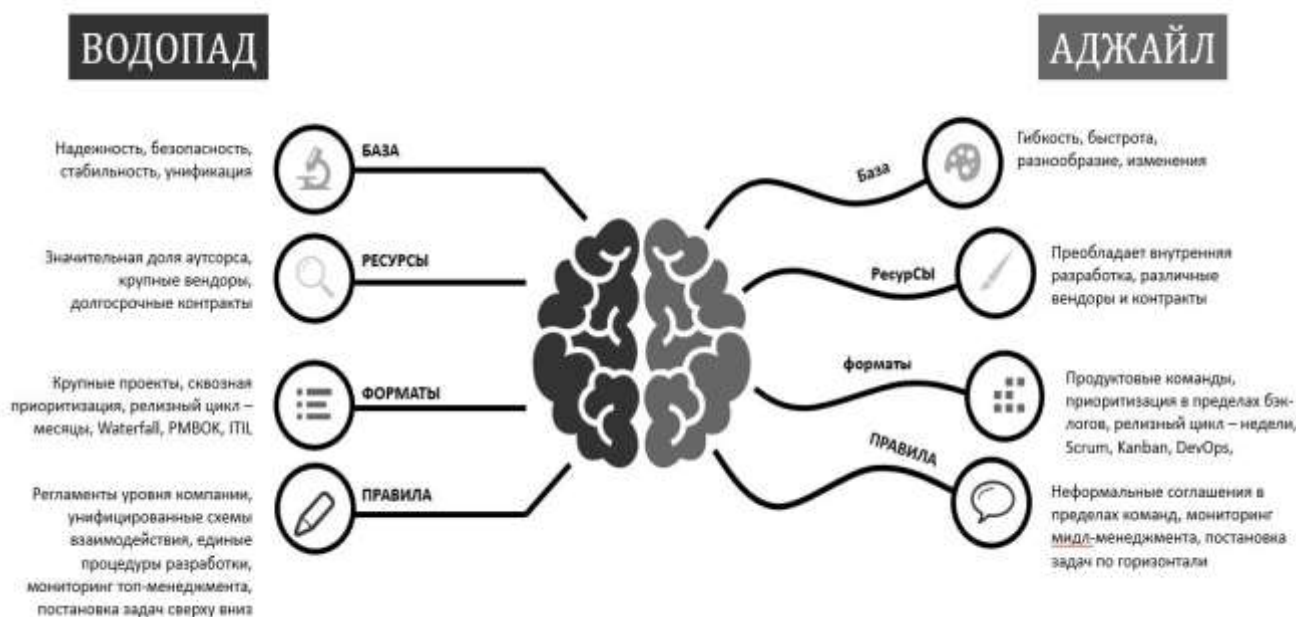 ВОДОПАД
АДЖАЙЛ
Надежность, безопасность,
стабильность, унификация
БАЗА
База
Гибкость, быстрота,
разнообразие, изменения
Значительная доля аутсорса,
крупные вендоры,
долгосрочные контракты
РЕСУРСЫ
РесурСЫ
Преобладает внутренняя
разработка, различные
вендоры и контракты
Крупные проекты, сквозная
приоритизация, релизный цикл –
месяцы, Waterfall, PMBOK, ITIL
ФОРМАТЫ
форматы
Продуктовые команды,
приоритизация в пределах бэк-
логов, релизный цикл – недели,
Scrum, Kanban, DevOps,
Регламенты уровня компании,
унифицированные схемы
взаимодействия, единые
процедуры разработки,
мониторинг топ-менеджмента,
постановка задач сверху вниз
ПРАВИЛА
ПРАВИЛА
Неформальные соглашения в
пределах команд, мониторинг
мидл-менеджмента, постановка
задач по горизонтали